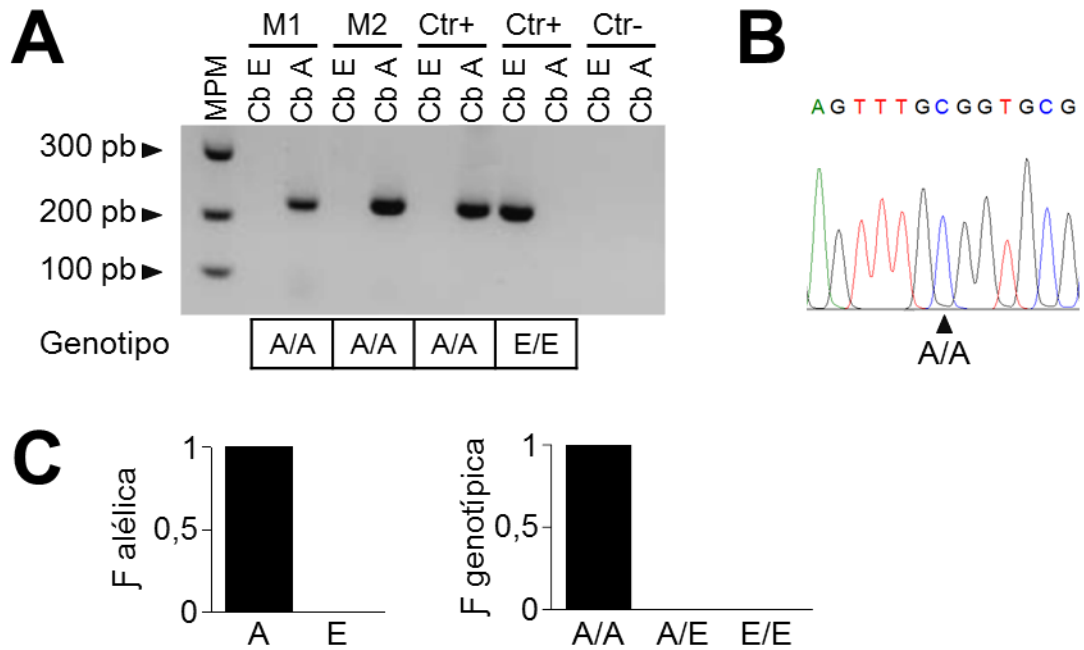 A
M1 M2 Ctr+ Ctr+ Ctr-
MPM Cb E Cb A Cb E Cb A Cb E Cb A Cb E Cb A Cb E Cb A
300 pb
200 pb
100 pb
Genotipo A/A A/A A/A E/E
B
AGTTTGCGGTGCG
A/A
C
Ƒ alélica
1
0,5
0
A E
Ƒ genotípica
1
0,5
0
A/A A/E E/E